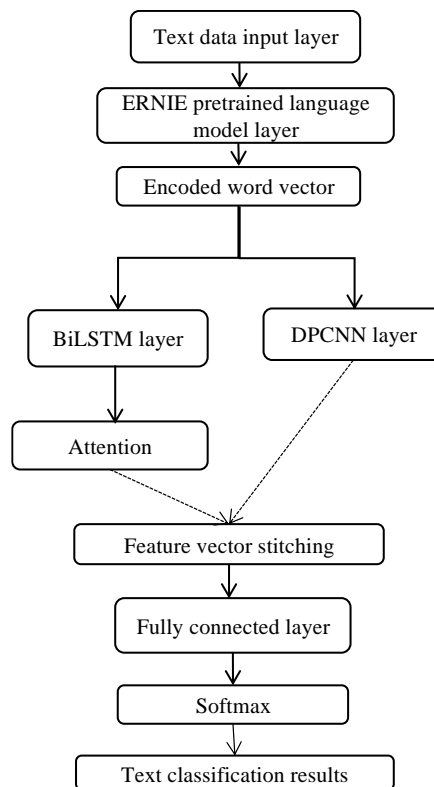 Text data input layer
ERNIE pretrained language
model layer
Encoded word vector
BiLSTM layer
DPCNN layer
Attention
Feature vector stitching
Fully connected layer
Softmax
Text classification results